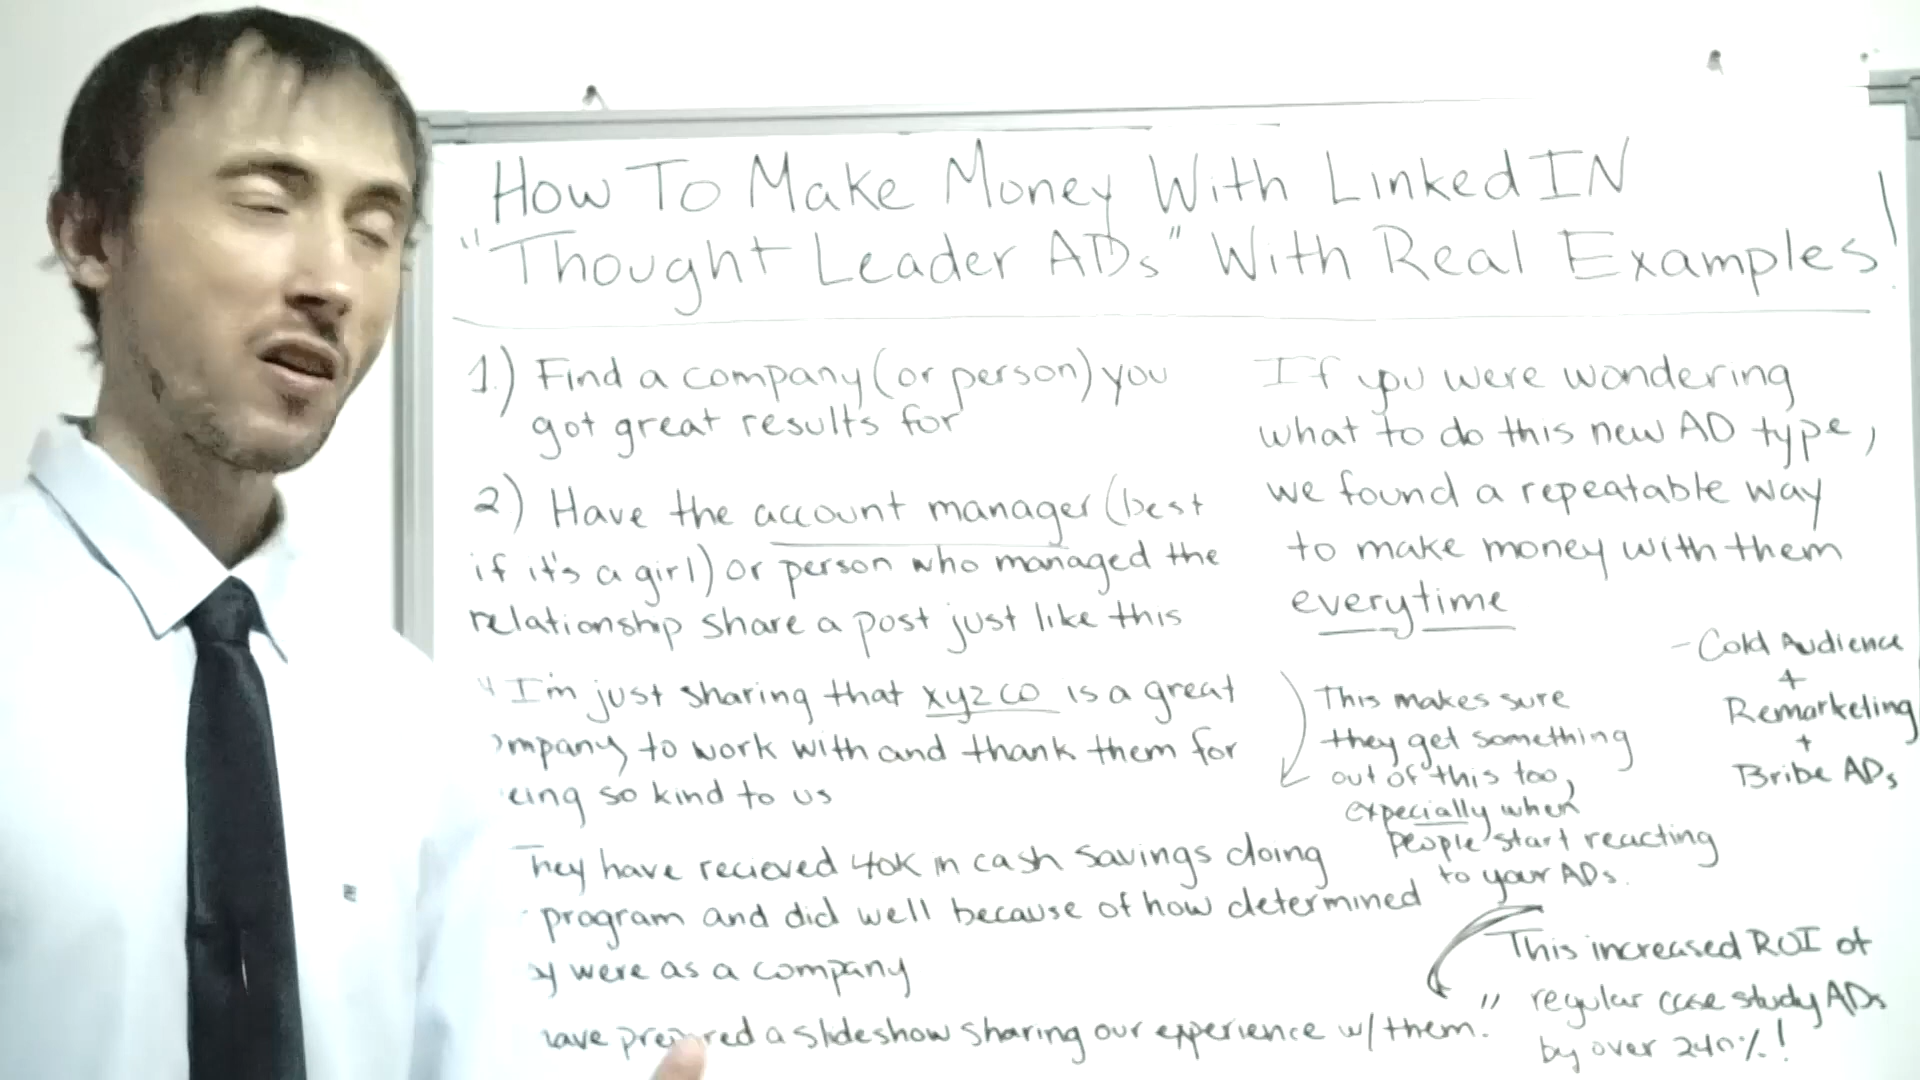 How To Make Money With LinkedIN
"Thought Leader ADs" With Real Examples!
1.) Find a company (or person) you
got great results for
2) Have the account manager (best
if it's a girl) or person who managed the
relationship share a post just like this
" I'm just sharing that xyz co is a great
ompany to work with and thank them for
eing so kind to us
They have recieved 40K in cash savings doing
program and did well because of how determined
y were as a company
have prepared a slideshow sharing our experience w/ them."
If you were wondering
what to do this new AD type,
we found a repeatable way
to make money with them
everytime
- Cold Audience
+
Remarketing
+
Bribe ADs
This makes sure
they get something
out of this too,
expecially when
people start reacting
to your ADs.
This increased ROI of
regular case study ADs
by over 240%!